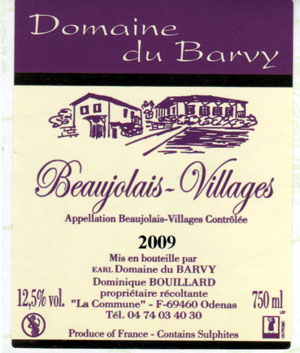 Domaine
du Barvy
Beaujolais-Villages
Appellation Beaujolais-Villages Contrôlée
2009
Mis en bouteille par
EARL Domaine du BARVY
Dominique BOUILLARD
propriétaire récoltante
12,5% vol.
"La Commune" - F-69460 Odenas
750 ml
Tél. 04 74 03 40 30
Produce of France - Contains Sulphites